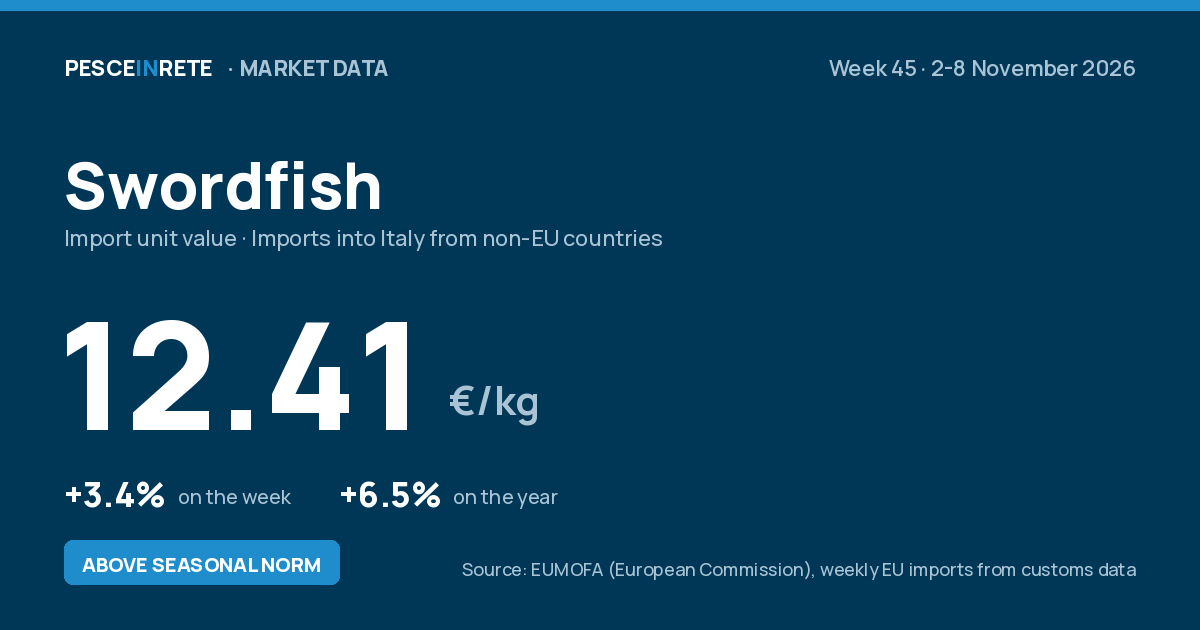 PESCEINRETE · MARKET DATA
Week 45 · 2-8 November 2026
Swordfish
Import unit value · Imports into Italy from non-EU countries
12.41 €/kg
+3.4% on the week +6.5% on the year
ABOVE SEASONAL NORM
Source: EUMOFA (European Commission), weekly EU imports from customs data